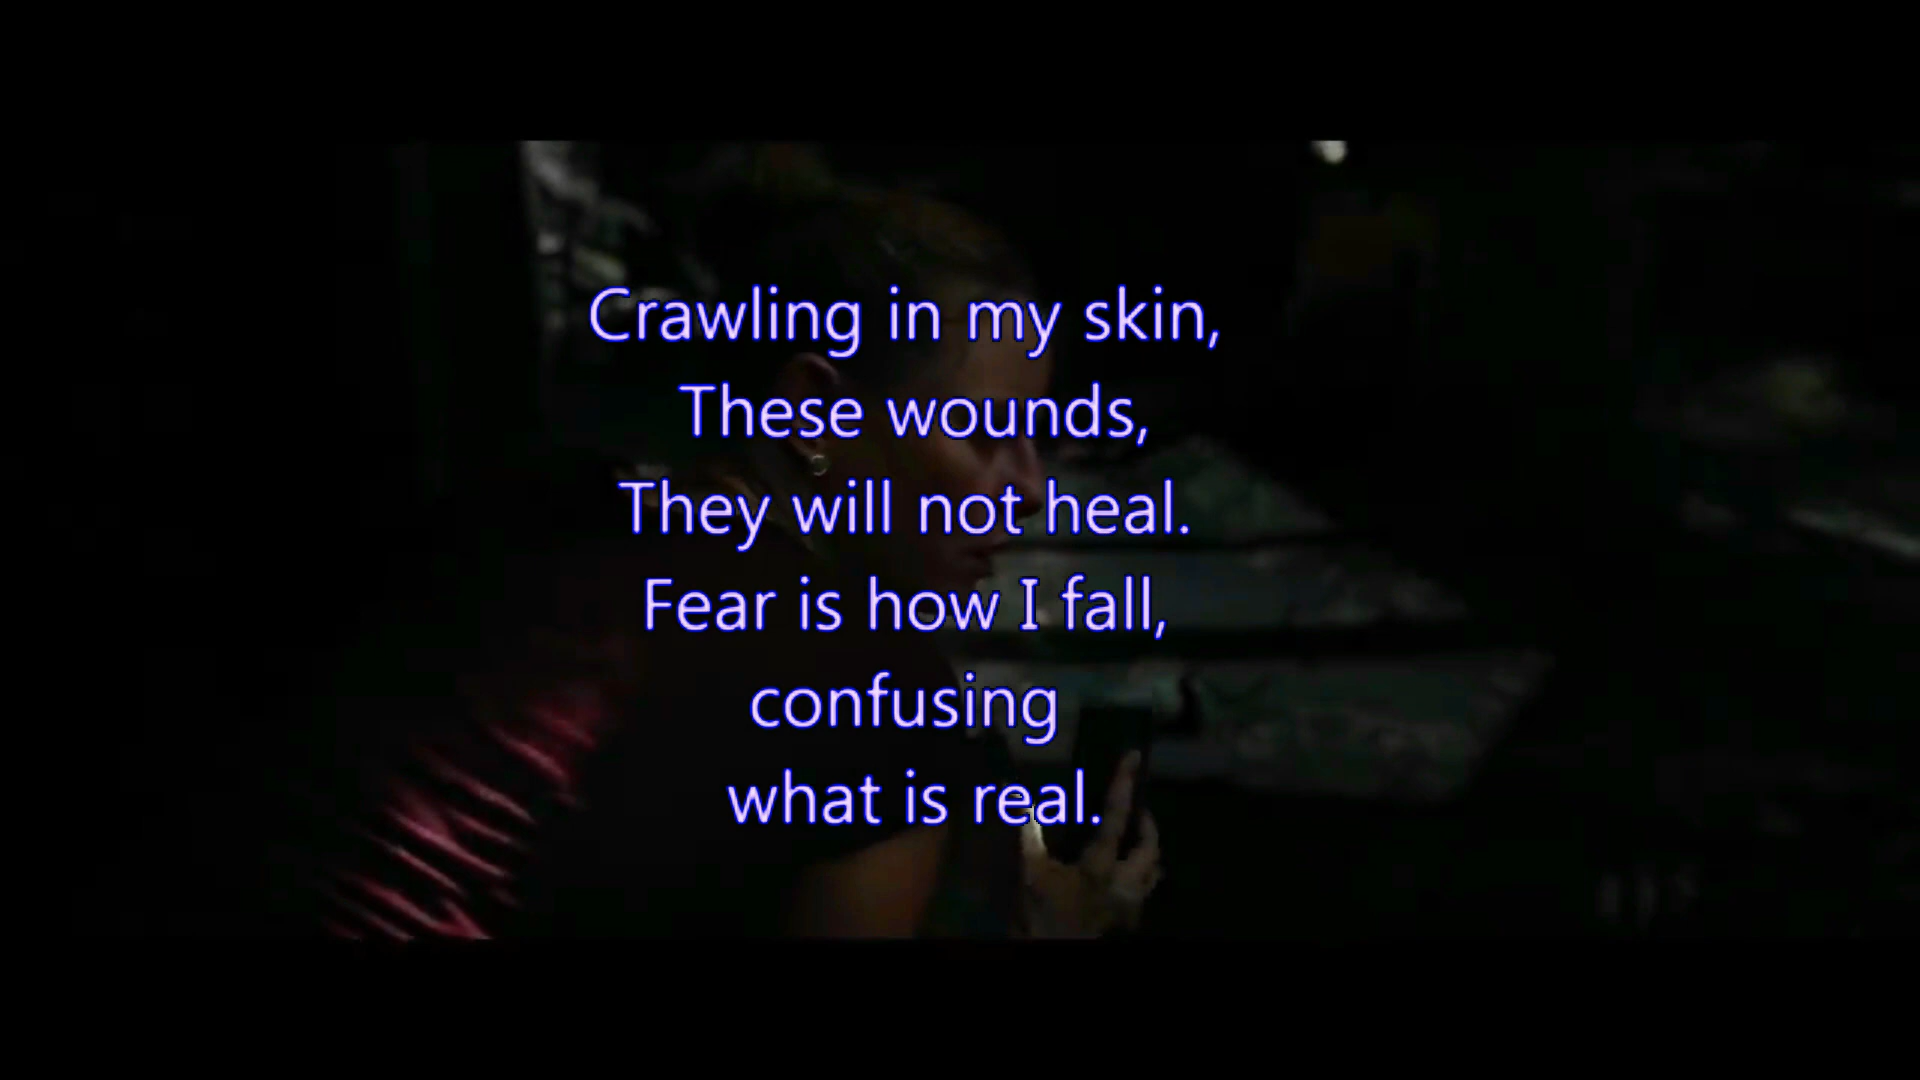 Crawling in my skin,
These wounds,
They will not heal.
Fear is how I fall,
confusing
what is real.